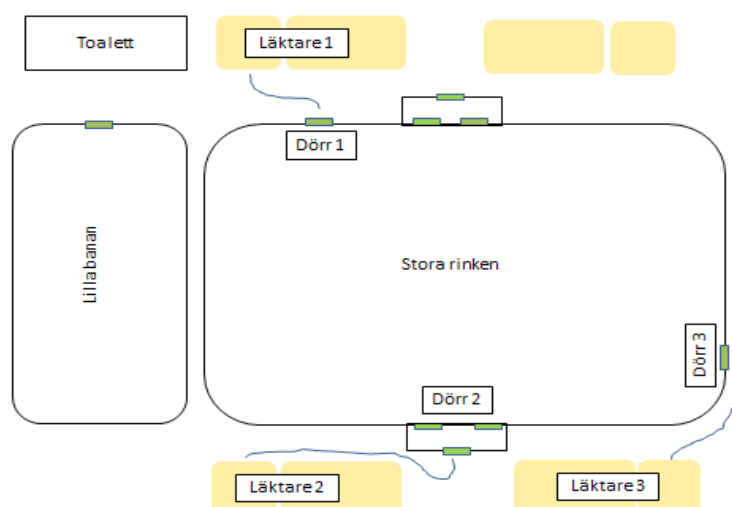 Toalett
Läktare 1
Dörr 1
Lilla banan
Stora rinken
Dörr 3
Dörr 2
Läktare 2
Läktare 3